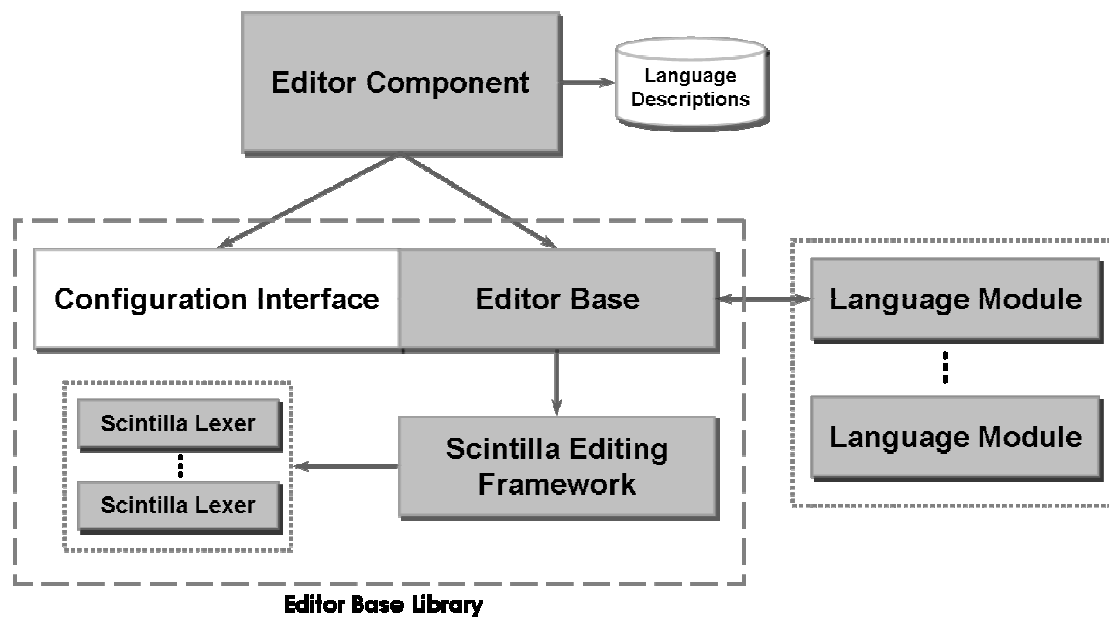 Editor Component
Language
Descriptions
Configuration Interface
Editor Base
Language Module
Scintilla Lexer
Scintilla Lexer
Scintilla Editing
Framework
Language Module
Editor Base Library